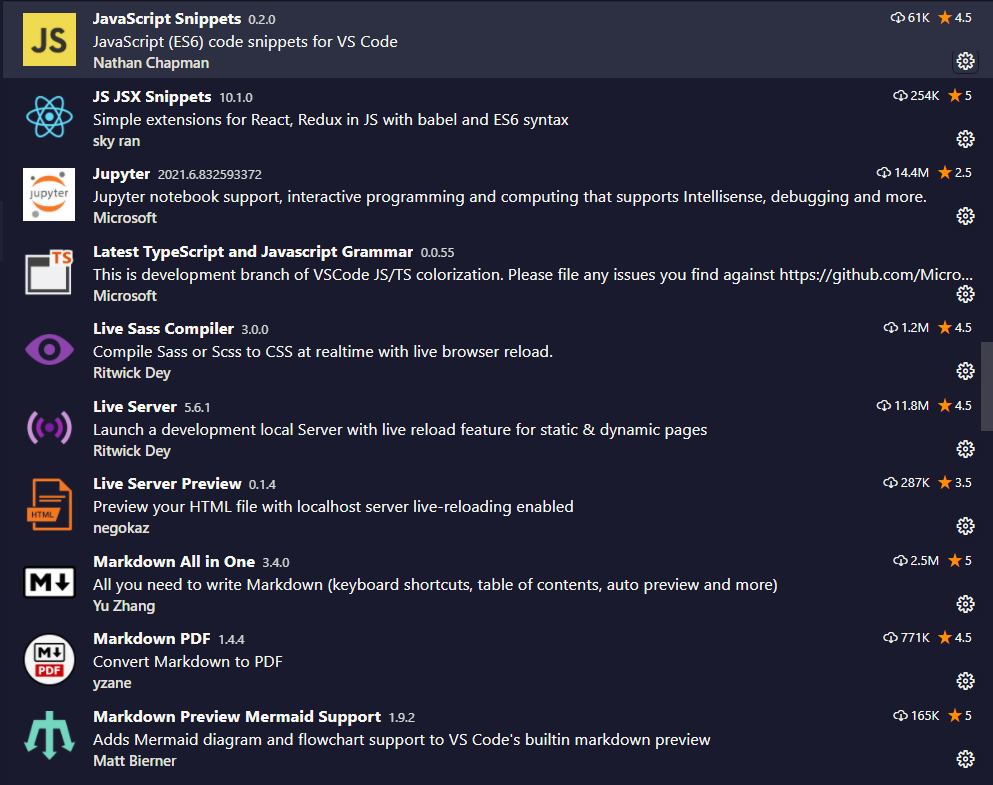 JS JavaScript Snippets 0.2.0 61K 4.5
JavaScript (ES6) code snippets for VS Code
Nathan Chapman
JS JSX Snippets 10.1.0 254K 5
Simple extensions for React, Redux in JS with babel and ES6 syntax
sky ran
Jupyter 2021.6.832593372 14.4M 2.5
jupyter Jupyter notebook support, interactive programming and computing that supports Intellisense, debugging and more.
Microsoft
TS Latest TypeScript and Javascript Grammar 0.0.55
This is development branch of VSCode JS/TS colorization. Please file any issues you find against https://github.com/Micro...
Microsoft
Live Sass Compiler 3.0.0 1.2M 4.5
Compile Sass or Scss to CSS at realtime with live browser reload.
Ritwick Dey
Live Server 5.6.1 11.8M 4.5
Launch a development local Server with live reload feature for static & dynamic pages
Ritwick Dey
Live Server Preview 0.1.4 287K 3.5
HTML Preview your HTML file with localhost server live-reloading enabled
negokaz
Markdown All in One 3.4.0 2.5M 5
M All you need to write Markdown (keyboard shortcuts, table of contents, auto preview and more)
Yu Zhang
Markdown PDF 1.4.4 771K 4.5
M PDF Convert Markdown to PDF
yzane
Markdown Preview Mermaid Support 1.9.2 165K 5
Adds Mermaid diagram and flowchart support to VS Code's builtin markdown preview
Matt Bierner